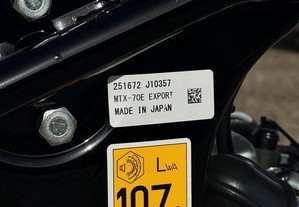 251672 J10357
MTX-70E EXPORT
MADE IN JAPAN
LWA
107